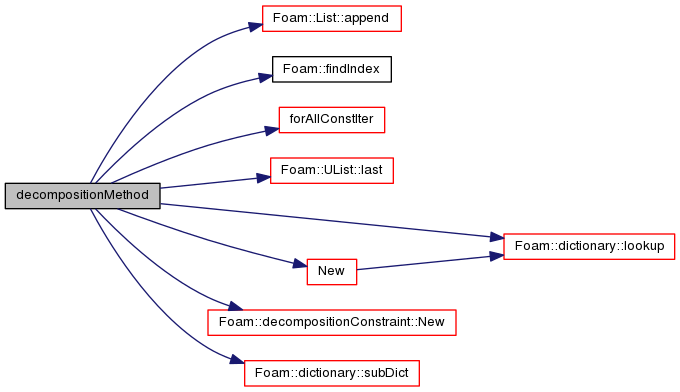 Foam::List::append
Foam::findIndex
forAllConstIter
Foam::UList::last
decompositionMethod
Foam::dictionary::lookup
New
Foam::decompositionConstraint::New
Foam::dictionary::subDict